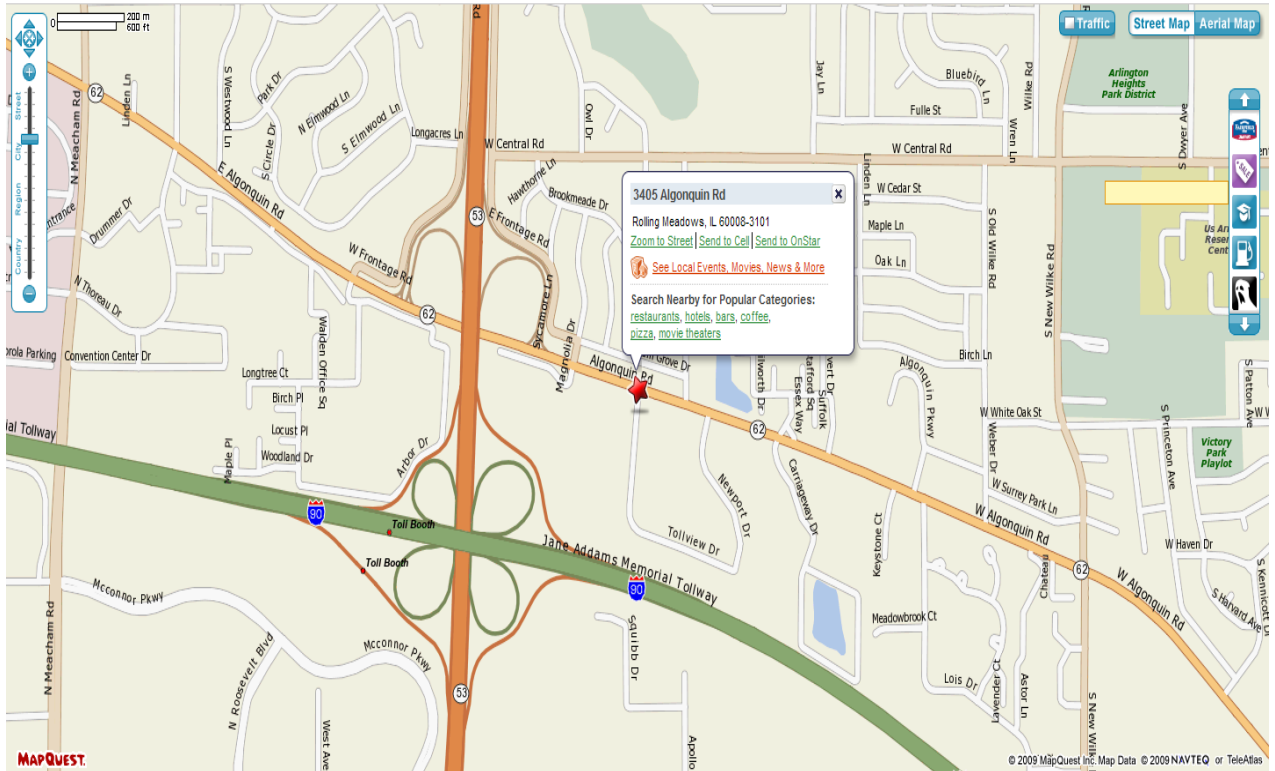 0 200 m
600 ft
Traffic
Street Map
Aerial Map
Street
City
Region
Country
62
N Meacham Rd
Linden Ln
S Westwood Ln
Park Dr
S Circle Dr
N Elmwood Ln
S Elmwood Ln
Longacres Ln
Rd
W Central Rd
Owl Dr
Jay Ln
Bluebird Ln
Fulle St
Wilke Rd
Wren Ln
Arlington
Heights
Park District
S Dwyer Ave
W Central Rd
E Algonquin Rd
53
Hawthorne Ln
Brookmeade Dr
E Frontage Rd
W Frontage Rd
Linden Ln
W Cedar St
Maple Ln
Oak Ln
S Old Wilke Rd
S New Wilke Rd
SALE
3405 Algonquin Rd
Rolling Meadows, IL 60008-3101
Zoom to Street | Send to Cell | Send to OnStar
See Local Events, Movies, News & More
Search Nearby for Popular Categories:
restaurants, hotels, bars, coffee,
pizza, movie theaters
Drummer Dr
N Thoreau Dr
62
Sycamore Ln
Magnolia Dr
Algonquin Rd
Grove Dr
Convention Center Dr
Parking
Walden Office Sq
Longtree Ct
Birch Pl
Locust Pl
Woodland Dr
Maple Pl
Arbor Dr
Essex Way
Suffolk
62
Algonquin Pkwy
Birch Ln
W White Oak St
Weber Dr
S Patton Ave
S Princeton Ave
Victory
Park
Playlot
Tollway
90
Toll Booth
Toll Booth
Newport Dr
Tollview Dr
Carriageway Dr
Keystone Ct
W Surrey Park Ln
W Algonquin Rd
W Haven Dr
62
W Algonquin Rd
S Harvard Ave
S Kennicott Dr
Jane Addams Memorial Tollway
90
Chateau
Meadowbrook Ct
Mcconnor Pkwy
Mcconnor Pkwy
N Roosevelt Blvd
N Meacham Rd
West Ave
53
Squibb Dr
Apollo
Lois Dr
Lavender Ct
Astor Ln
S New Wilke
MAPQUEST.
© 2009 MapQuest Inc. Map Data © 2009 NAVTEQ or TeleAtlas